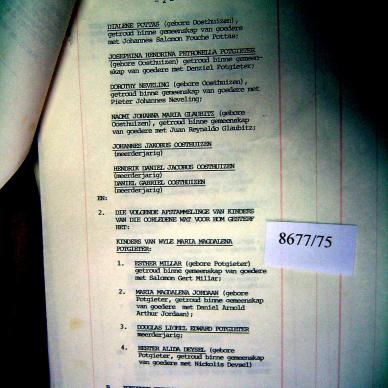 - 2 -
DIALENE POTTAS (gebore Oosthuizen),
getroud binne gemeenskap van goedere
met Johannes Salomon Fouche Pottas;
JOSEPHINA HENDRINA PETRONELLA POTGIETER
(gebore Oosthuizen) getroud binne gemeen-
skap van goedere met Denziel Potgieter;
DOROTHY NEVELING (gebore Oosthuizen),
getroud binne gemeenskap van goedere met
Pieter Johannes Neveling;
NAOMI JOHANNA MARIA GLAUBITZ (gebore
Oosthuizen), getroud binne gemeenskap
van goedere met Juan Reynaldo Glaubitz;
JOHANNES JAKOBUS OOSTHUIZEN
(meerderjarig)
HENDRIK DANIEL JACOBUS OOSTHUIZEN
(meerderjarig)
DANIEL GABRIEL OOSTHUIZEN
(meerderjarig)
EN:
2. DIE VOLGENDE AFSTAMMELINGE VAN KINDERS
VAN DIE OORLEDENE WAT VOOR HOM GESTERF
HET:
KINDERS VAN WYLE MARIA MAGDALENA
POTGIETER:
8677/75
1. ESTHER MILLAR (gebore Potgieter)
getroud binne gemeenskap van goedere
met Salomon Gert Millar;
2. MARIA MAGDALENA JORDAAN (gebore
Potgieter, getroud binne gemeenskap
van goedere met Daniel Arnold
Arthur Jordaan);
3. DOUGLAS LIONEL EDWARD POTGIETER
meerderjarig;
4. HESTER ALIDA DEYSEL (gebore
Potgieter, getroud binne gemeenskap
van goedere met Nickolis Deysel)